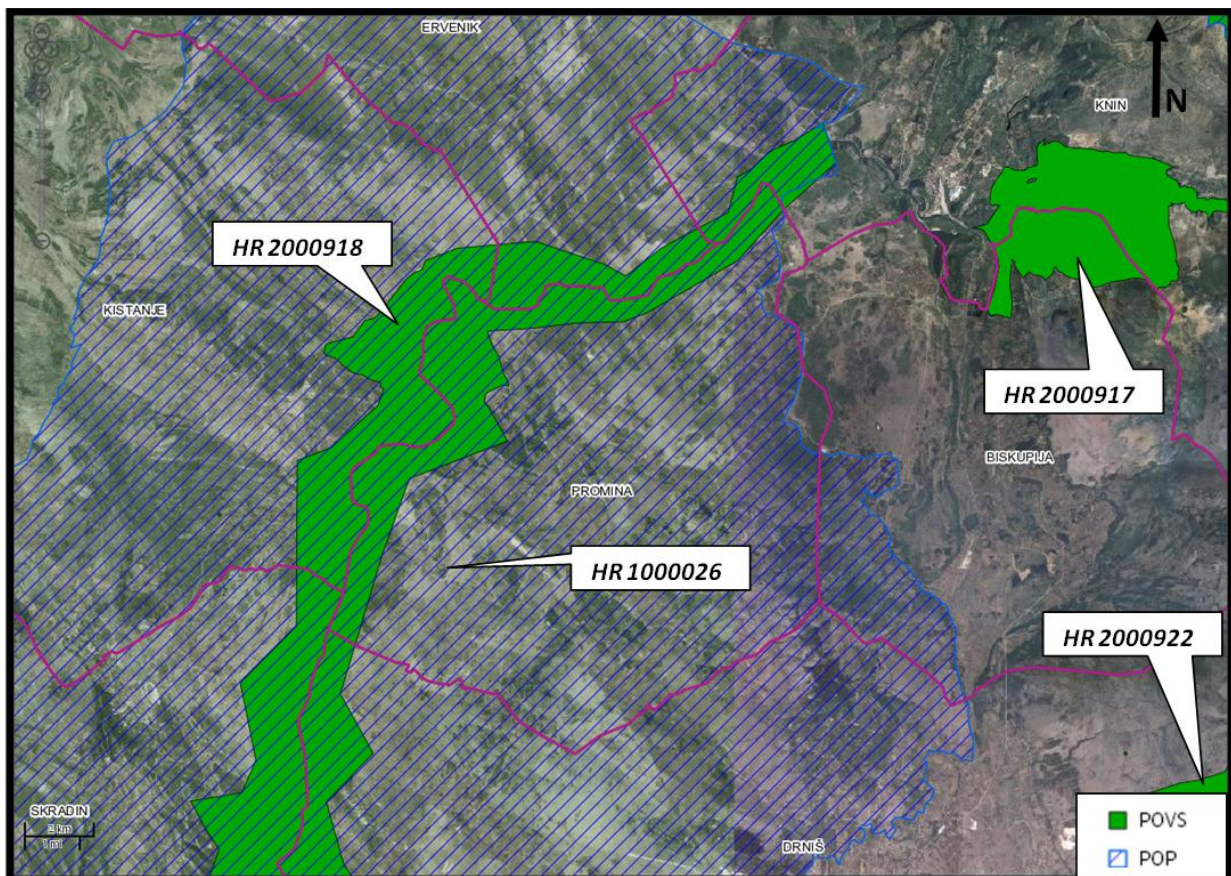 ERVENIK
N
KNIN
HR 2000918
KISTANJE
HR 2000917
BISKUPIJA
PROMINA
HR 1000026
HR 2000922
SKRADIN
2 km
1 mi
DRNIŠ
POVS
POP